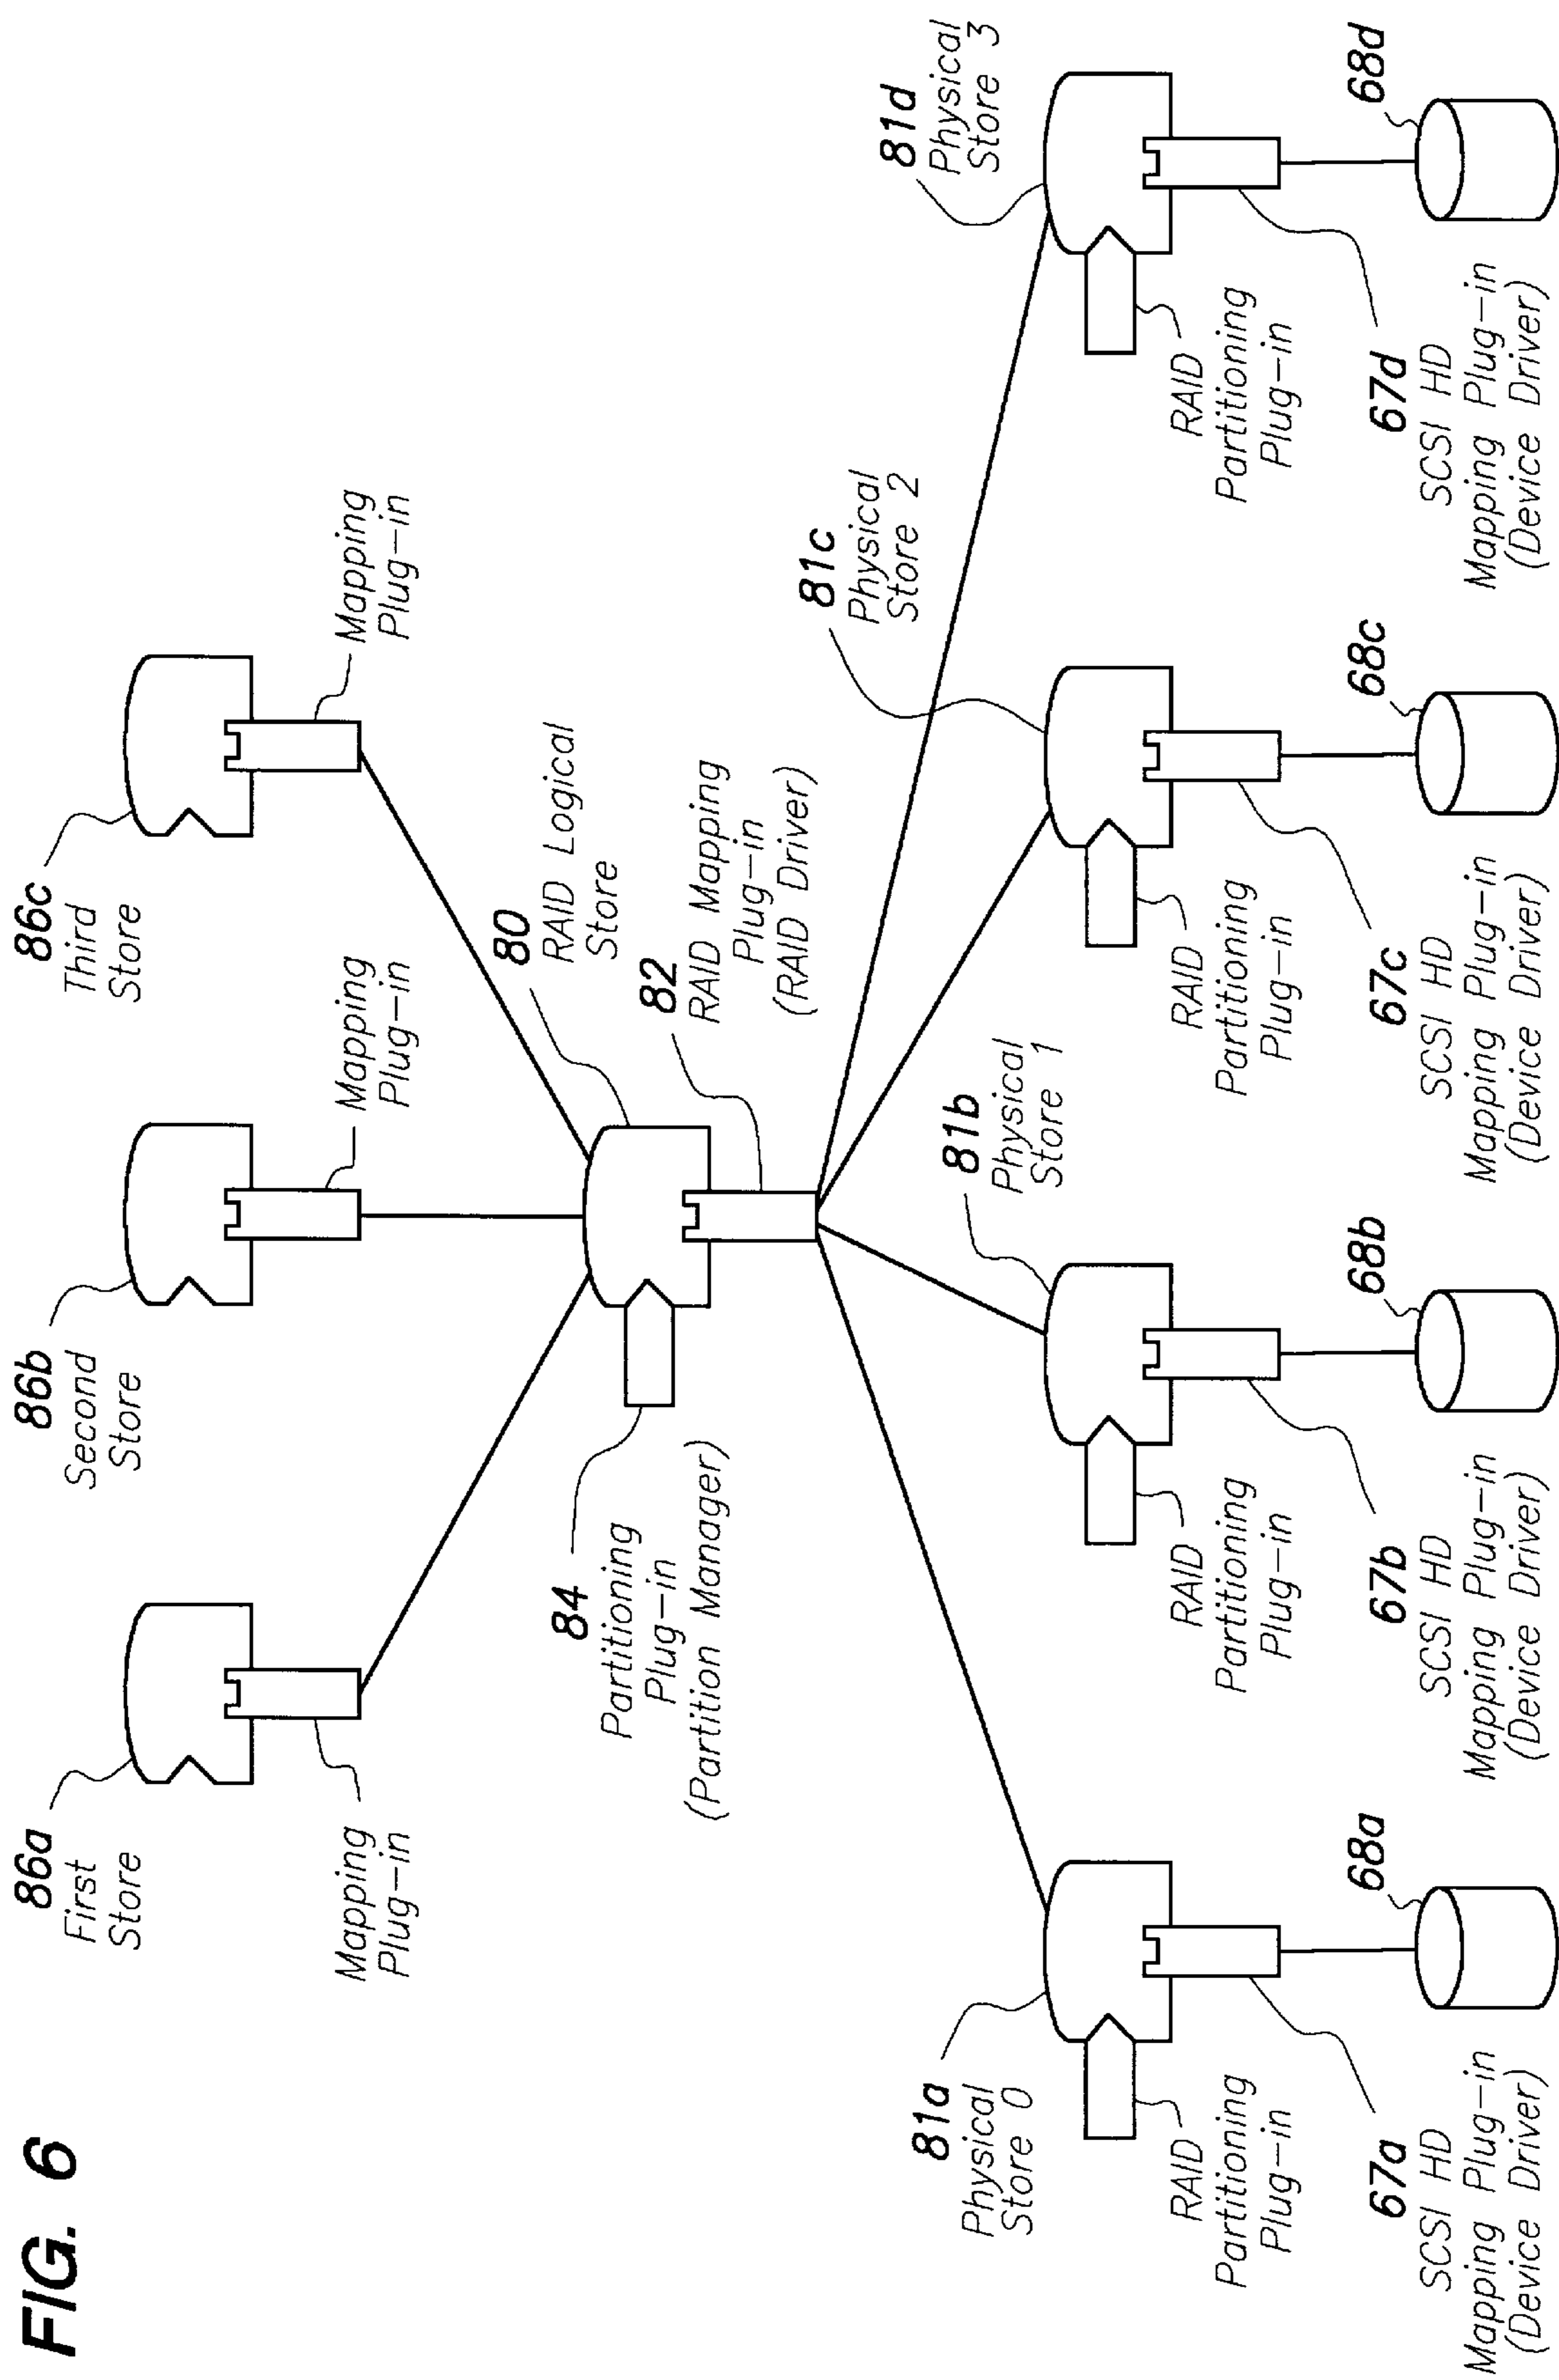 FIG. 6
86a
First
Store
Mapping
Plug-in
86b
Second
Store
Mapping
Plug-in
86c
Third
Store
Mapping
Plug-in
80
RAID Logical
Store
82
RAID Mapping
Plug-in
(RAID Driver)
84
Partitioning
Plug-in
(Partition Manager)
81a
Physical
Store 0
RAID
Partitioning
Plug-in
67a
SCSI HD
Mapping Plug-in
(Device Driver)
68a
81b
Physical
Store 1
RAID
Partitioning
Plug-in
67b
SCSI HD
Mapping Plug-in
(Device Driver)
68b
81c
Physical
Store 2
RAID
Partitioning
Plug-in
67c
SCSI HD
Mapping Plug-in
(Device Driver)
68c
81d
Physical
Store 3
RAID
Partitioning
Plug-in
67d
SCSI HD
Mapping Plug-in
(Device Driver)
68d